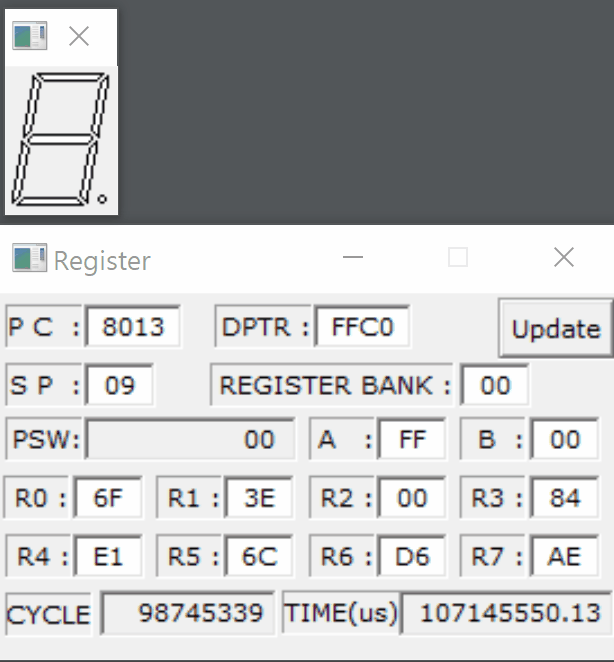 Register
P C : 8013 DPTR : FFC0 Update
S P : 09 REGISTER BANK : 00
PSW: 00 A : FF B : 00
R0 : 6F R1 : 3E R2 : 00 R3 : 84
R4 : E1 R5 : 6C R6 : D6 R7 : AE
CYCLE 98745339 TIME(us) 107145550.13